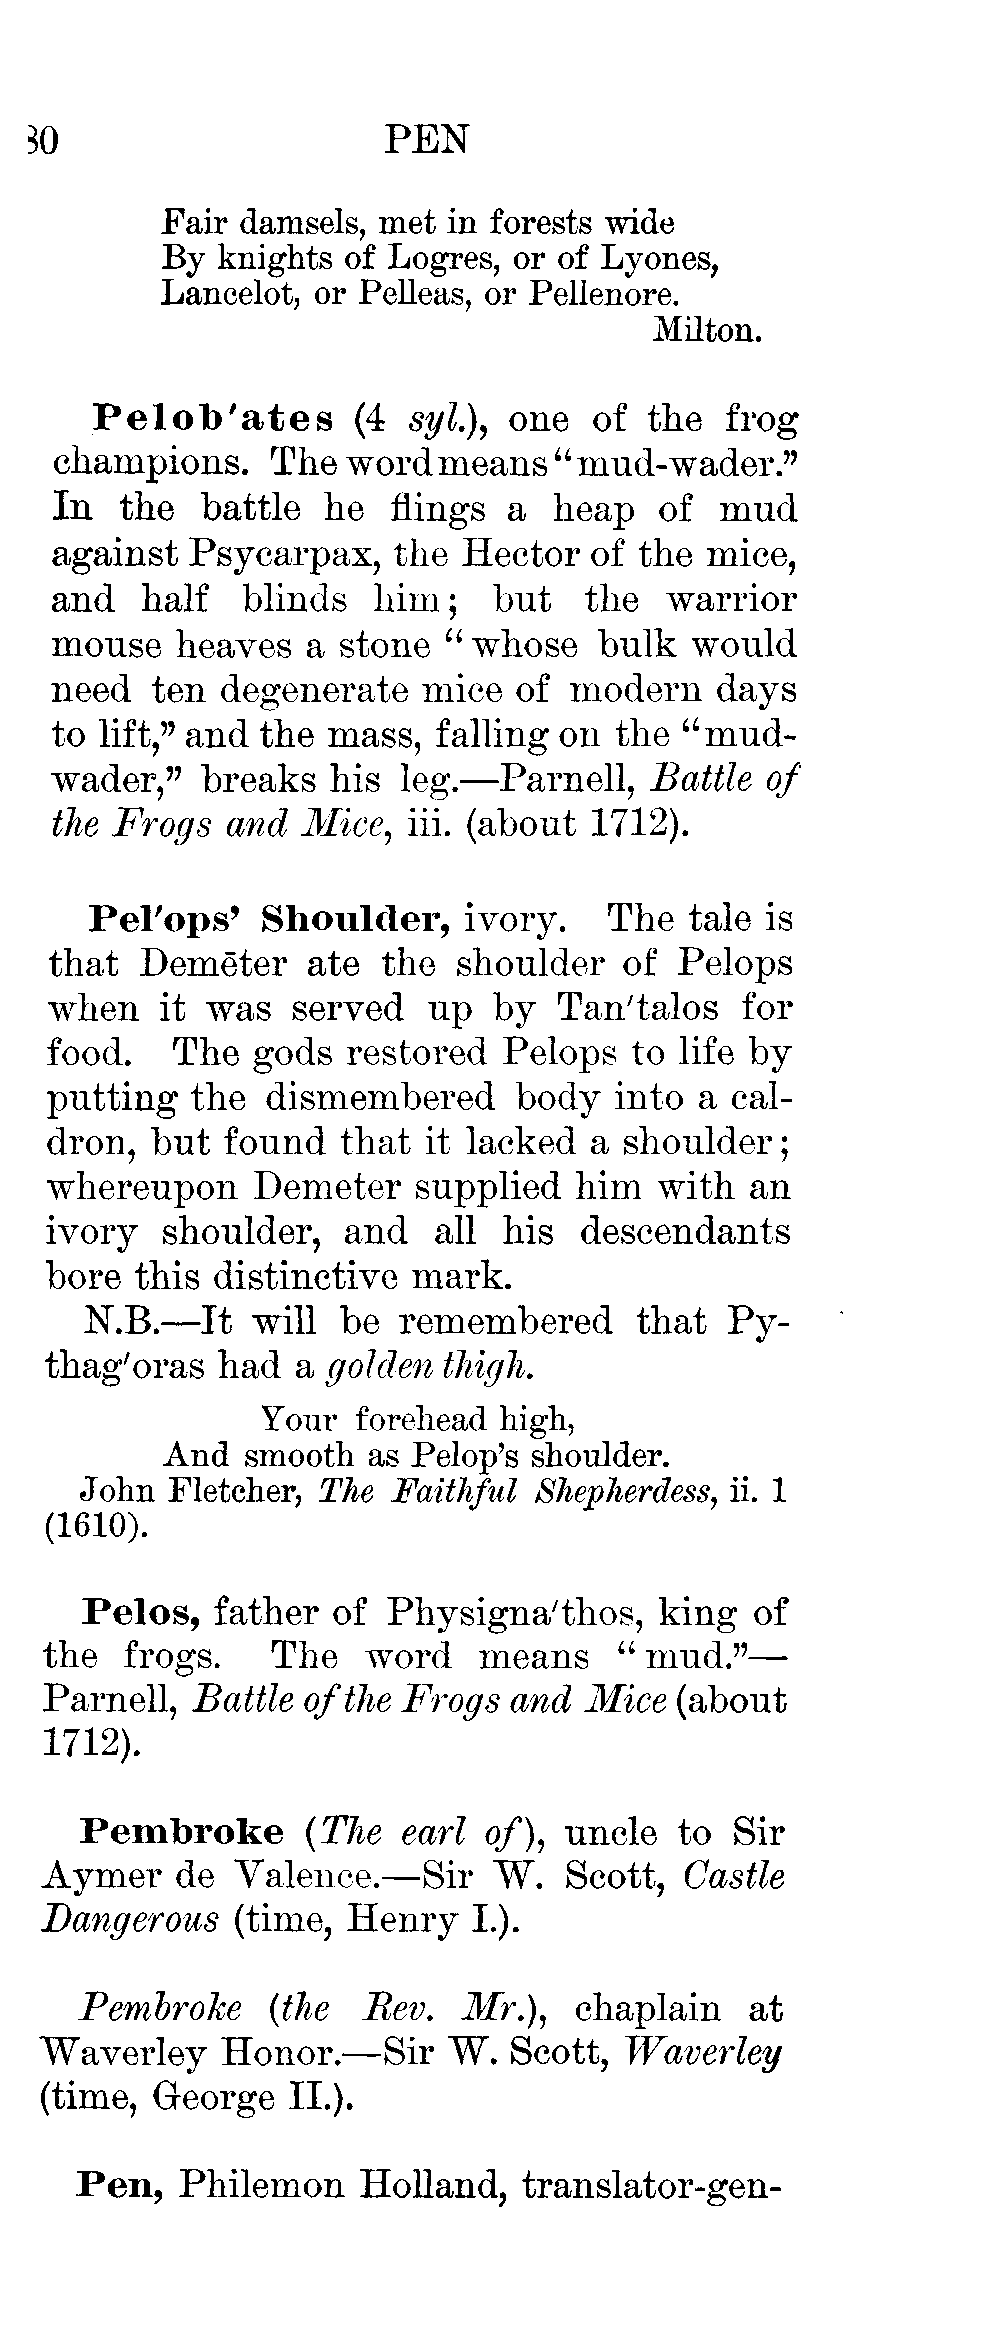 30 PEN
Fair damsels, met in forests wide
By knights of Logres, or of Lyones,
Lancelot, or Pelleas, or Pellenore.
Milton.
Pelob'ates (4 syl.), one of the frog
champions. The word means “mud-wader.”
In the battle he flings a heap of mud
against Psycarpax, the Hector of the mice,
and half blinds him; but the warrior
mouse heaves a stone “whose bulk would
need ten degenerate mice of modern days
to lift,” and the mass, falling on the “mud-
wader,” breaks his leg.—Parnell, Battle of
the Frogs and Mice, iii. (about 1712).
Pel'ops’ Shoulder, ivory. The tale is
that Demēter ate the shoulder of Pelops
when it was served up by Tan'talos for
food. The gods restored Pelops to life by
putting the dismembered body into a cal-
dron, but found that it lacked a shoulder;
whereupon Demeter supplied him with an
ivory shoulder, and all his descendants
bore this distinctive mark.
N.B.—It will be remembered that Py-
thag'oras had a golden thigh.
Your forehead high,
And smooth as Pelop’s shoulder.
John Fletcher, The Faithful Shepherdess, ii. 1
(1610).
Pelos, father of Physigna'thos, king of
the frogs. The word means “mud.”—
Parnell, Battle of the Frogs and Mice (about
1712).
Pembroke (The earl of), uncle to Sir
Aymer de Valence.—Sir W. Scott, Castle
Dangerous (time, Henry I.).
Pembroke (the Rev. Mr.), chaplain at
Waverley Honor.—Sir W. Scott, Waverley
(time, George II.).
Pen, Philemon Holland, translator-gen-